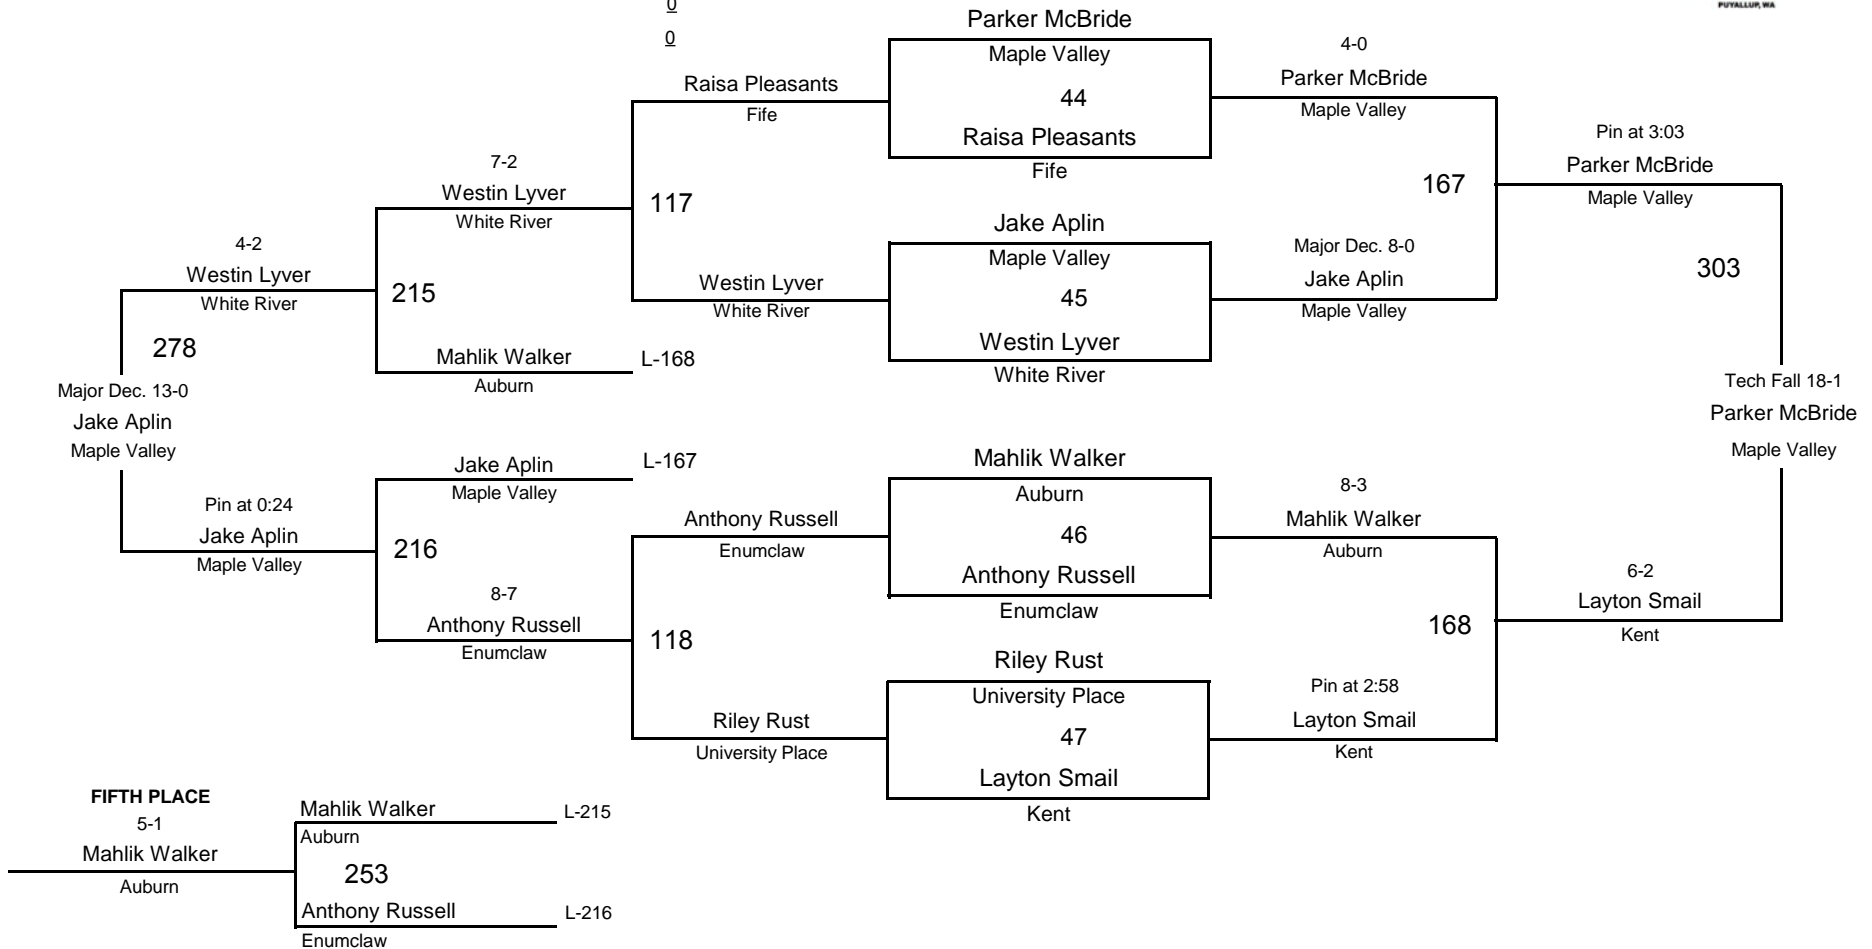 0
PUYALLUP, WA
0
Parker McBride
Maple Valley
44
Raisa Pleasants
Fife
Jake Aplin
Maple Valley
45
Westin Lyver
White River
Mahlik Walker
Auburn
46
Anthony Russell
Enumclaw
Riley Rust
University Place
47
Layton Smail
Kent
4-0
Parker McBride
Maple Valley
167
Major Dec. 8-0
Jake Aplin
Maple Valley
8-3
Mahlik Walker
Auburn
168
Pin at 2:58
Layton Smail
Kent
Pin at 3:03
Parker McBride
Maple Valley
303
6-2
Layton Smail
Kent
Tech Fall 18-1
Parker McBride
Maple Valley
Raisa Pleasants
Fife
117
Westin Lyver
White River
Anthony Russell
Enumclaw
118
Riley Rust
University Place
7-2
Westin Lyver
White River
215
Mahlik Walker
L-168
Auburn
Jake Aplin
L-167
Maple Valley
216
8-7
Anthony Russell
Enumclaw
4-2
Westin Lyver
White River
278
Pin at 0:24
Jake Aplin
Maple Valley
Major Dec. 13-0
Jake Aplin
Maple Valley
FIFTH PLACE
5-1
Mahlik Walker
Auburn
Mahlik Walker
L-215
Auburn
253
Anthony Russell
L-216
Enumclaw